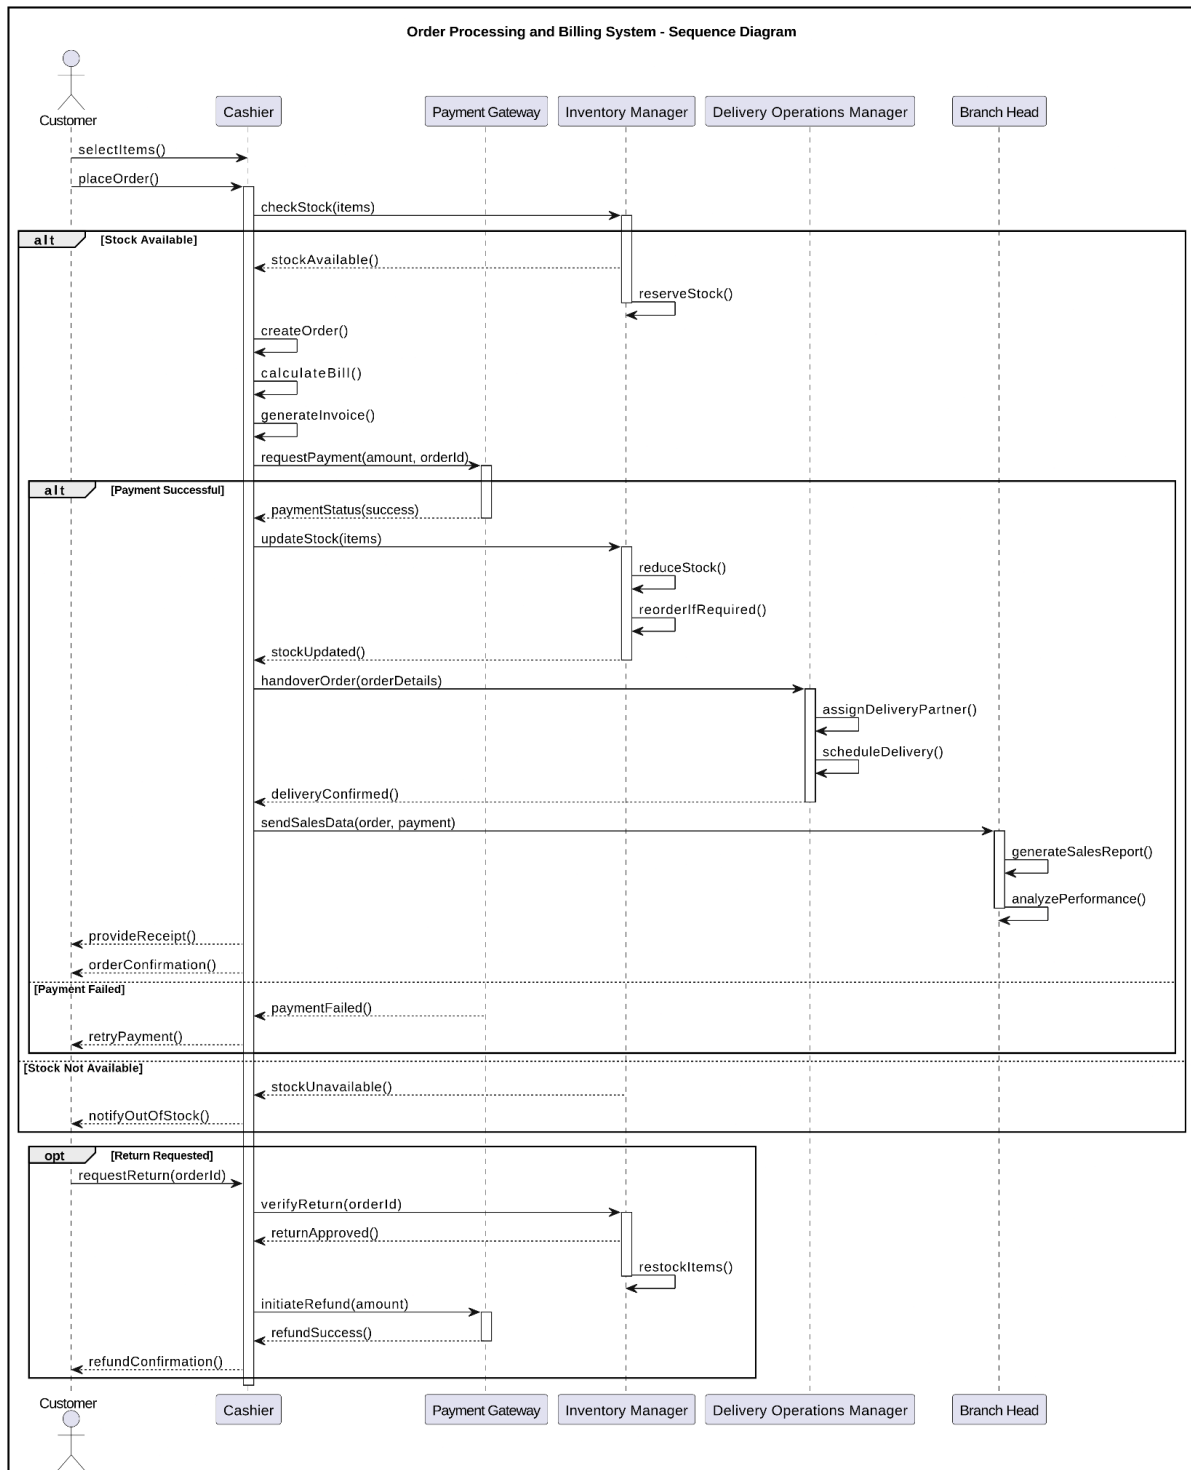 Order Processing and Billing System - Sequence Diagram
Customer
Cashier
Payment Gateway
Inventory Manager
Delivery Operations Manager
Branch Head
selectItems()
placeOrder()
checkStock(items)
alt
[Stock Available]
stockAvailable()
reserveStock()
createOrder()
calculateBill()
generateInvoice()
requestPayment(amount, orderId)
alt
[Payment Successful]
paymentStatus(success)
updateStock(items)
reduceStock()
reorderIfRequired()
stockUpdated()
handoverOrder(orderDetails)
assignDeliveryPartner()
scheduleDelivery()
deliveryConfirmed()
sendSalesData(order, payment)
generateSalesReport()
analyzePerformance()
provideReceipt()
orderConfirmation()
[Payment Failed]
paymentFailed()
retryPayment()
[Stock Not Available]
stockUnavailable()
notifyOutOfStock()
opt
[Return Requested]
requestReturn(orderId)
verifyReturn(orderId)
returnApproved()
restockItems()
initiateRefund(amount)
refundSuccess()
refundConfirmation()
Customer
Cashier
Payment Gateway
Inventory Manager
Delivery Operations Manager
Branch Head